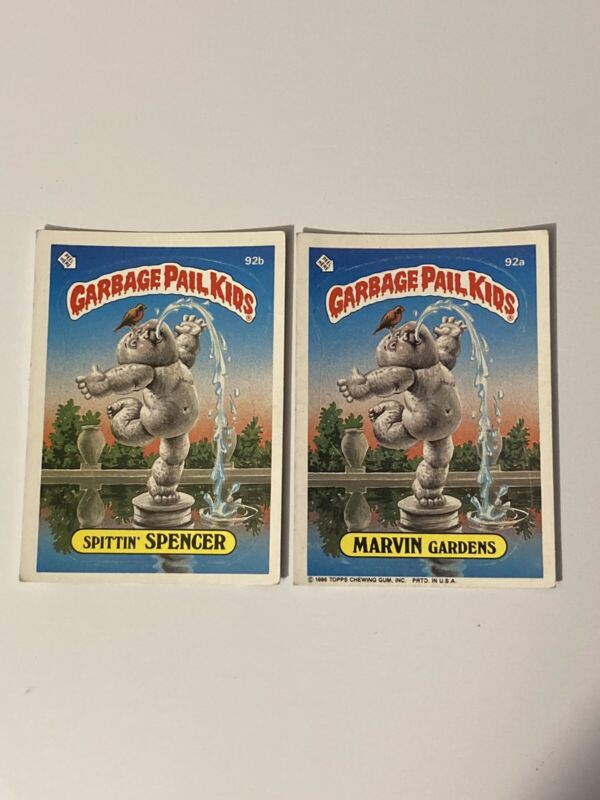 92b
GARBAGE PAIL KIDS
SPITTIN' SPENCER
92a
GARBAGE PAIL KIDS
MARVIN GARDENS
© 1986 TOPPS CHEWING GUM, INC. PRTD. IN U.S.A.